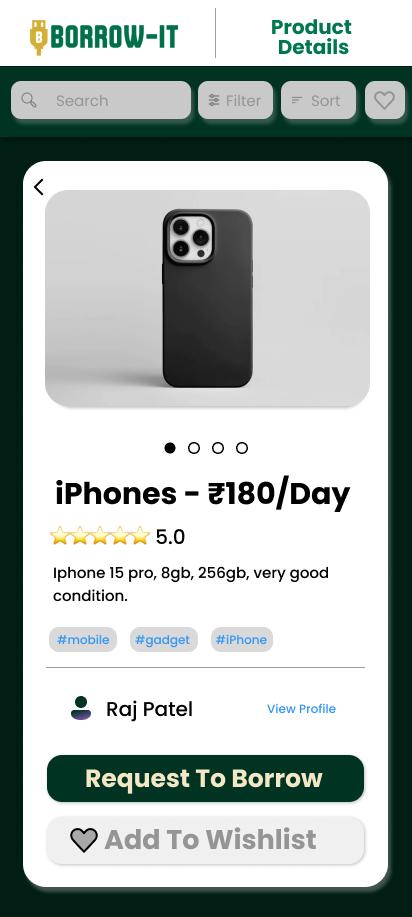 BORROW-IT
Product
Details
Search
Filter
Sort
iPhones - ₹180/Day
5.0
Iphone 15 pro, 8gb, 256gb, very good
condition.
#mobile #gadget #iPhone
Raj Patel
View Profile
Request To Borrow
Add To Wishlist